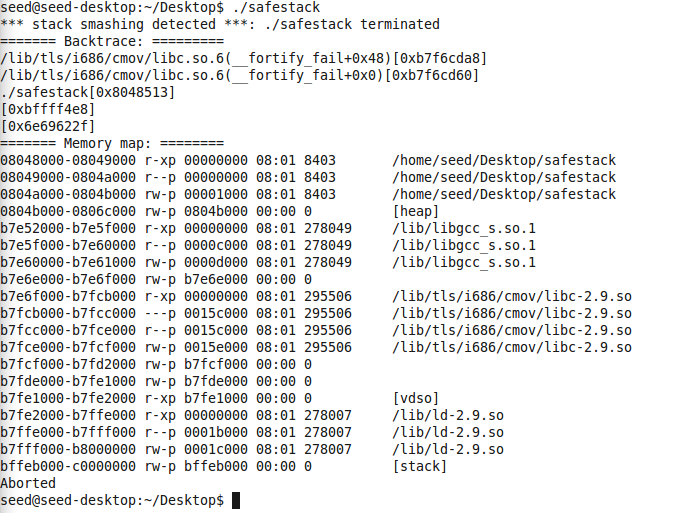 seed@seed-desktop:~/Desktop$ ./safestack
*** stack smashing detected ***: ./safestack terminated
======= Backtrace: =========
/lib/tls/i686/cmov/libc.so.6(__fortify_fail+0x48)[0xb7f6cda8]
/lib/tls/i686/cmov/libc.so.6(__fortify_fail+0x0)[0xb7f6cd60]
./safestack[0x8048513]
[0xbffff4e8]
[0x6e69622f]
======= Memory map: ========
08048000-08049000 r-xp 00000000 08:01 8403       /home/seed/Desktop/safestack
08049000-0804a000 r--p 00000000 08:01 8403       /home/seed/Desktop/safestack
0804a000-0804b000 rw-p 00001000 08:01 8403       /home/seed/Desktop/safestack
0804b000-0806c000 rw-p 0804b000 00:00 0          [heap]
b7e52000-b7e5f000 r-xp 00000000 08:01 278049     /lib/libgcc_s.so.1
b7e5f000-b7e60000 r--p 0000c000 08:01 278049     /lib/libgcc_s.so.1
b7e60000-b7e61000 rw-p 0000d000 08:01 278049     /lib/libgcc_s.so.1
b7e6e000-b7e6f000 rw-p b7e6e000 00:00 0
b7e6f000-b7fcb000 r-xp 00000000 08:01 295506     /lib/tls/i686/cmov/libc-2.9.so
b7fcb000-b7fcc000 ---p 0015c000 08:01 295506     /lib/tls/i686/cmov/libc-2.9.so
b7fcc000-b7fce000 r--p 0015c000 08:01 295506     /lib/tls/i686/cmov/libc-2.9.so
b7fce000-b7fcf000 rw-p 0015e000 08:01 295506     /lib/tls/i686/cmov/libc-2.9.so
b7fcf000-b7fd2000 rw-p b7fcf000 00:00 0
b7fde000-b7fe1000 rw-p b7fde000 00:00 0
b7fe1000-b7fe2000 r-xp b7fe1000 00:00 0          [vdso]
b7fe2000-b7ffe000 r-xp 00000000 08:01 278007     /lib/ld-2.9.so
b7ffe000-b7fff000 r--p 0001b000 08:01 278007     /lib/ld-2.9.so
b7fff000-b8000000 rw-p 0001c000 08:01 278007     /lib/ld-2.9.so
bffeb000-c0000000 rw-p bffeb000 00:00 0          [stack]
Aborted
seed@seed-desktop:~/Desktop$